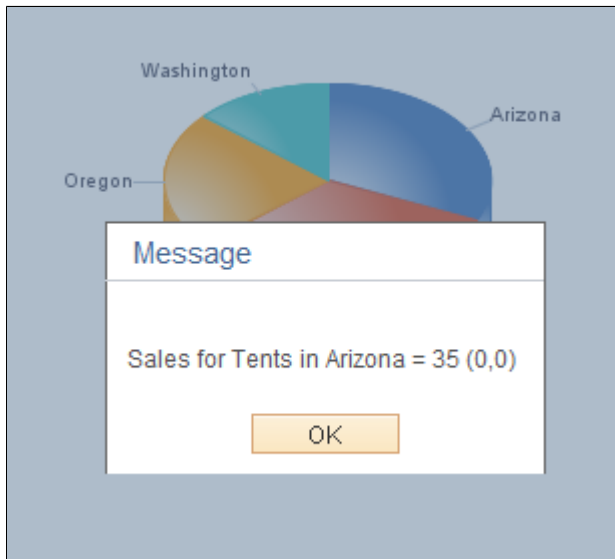 Washington
Arizona
Oregon
Message
Sales for Tents in Arizona = 35 (0,0)
OK